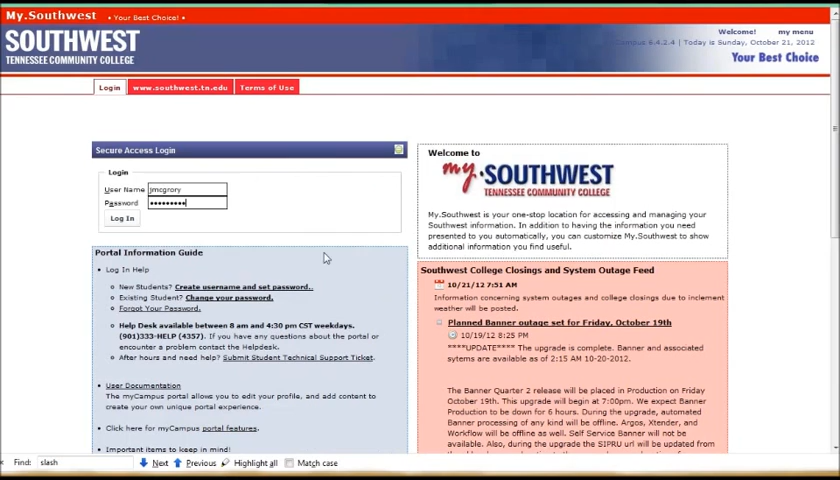 My.Southwest • Your Best Choice! •
SOUTHWEST
TENNESSEE COMMUNITY COLLEGE
Welcome! my menu
6.4.2.4 | Today is Sunday, October 21, 2012
Your Best Choice
Login www.southwest.tn.edu Terms of Use
Secure Access Login
Login
User Name jmcgrory
Password •••••••••
Log In
Welcome to
my.SOUTHWEST
TENNESSEE COMMUNITY COLLEGE
My.Southwest is your one-stop location for accessing and managing your
Southwest information. In addition to having the information you need
presented to you automatically, you can customize My.Southwest to show
additional information you find useful.
Portal Information Guide
• Log In Help
New Students? Create username and set password..
Existing Student? Change your password.
Forgot Your Password.
Help Desk available between 8 am and 4:30 pm CST weekdays.
(901)333-HELP (4357). If you have any questions about the portal or
encounter a problem contact the Helpdesk.
After hours and need help? Submit Student Technical Support Ticket.
• User Documentation
The myCampus portal allows you to edit your profile, and add content to
create your own unique portal experience.
• Click here for myCampus portal features.
• Important items to keep in mind!
Southwest College Closings and System Outage Feed
10/21/12 7:51 AM
Information concerning system outages and college closings due to inclement
weather will be posted.
Planned Banner outage set for Friday, October 19th
10/19/12 8:25 PM
****UPDATE**** The upgrade is complete. Banner and associated
sytems are available as of 2:15 AM 10-20-2012.
The Banner Quarter 2 release will be placed in Production on Friday
October 19th. This upgrade will begin at 7:00pm. We expect Banner
Production to be down for 6 hours. During the upgrade, automated
Banner processing of any kind will be offline. Argos, Xtender, and
Workflow will be offline as well. Self Service Banner will not be
available. Also, during the upgrade the SIPRU url will be updated from
Find: slash Next Previous Highlight all Match case